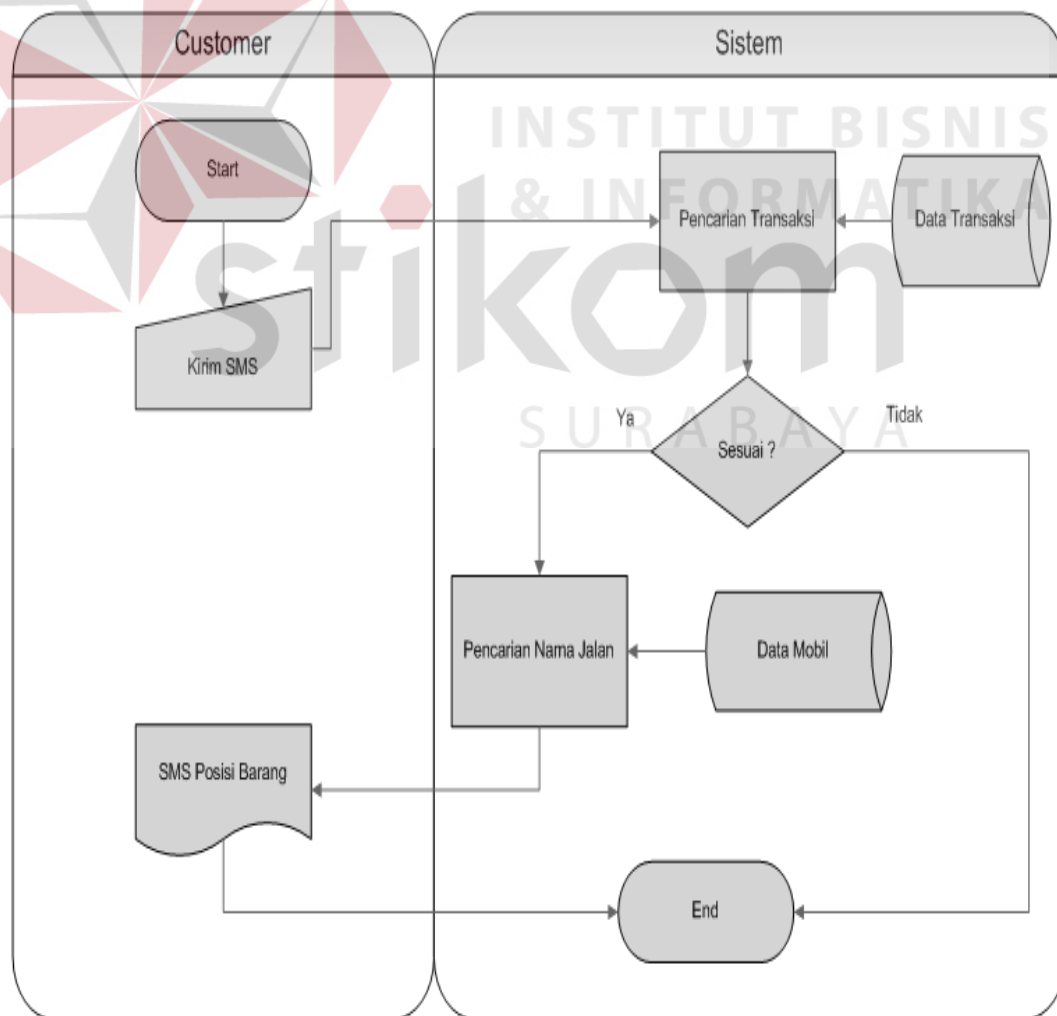 Customer
Sistem
INSTITUT BISNIS
& INFORMATIKA
stikom
SURABAYA
Start
Pencarian Transaksi
Data Transaksi
Kirim SMS
Ya
Tidak
Sesuai ?
Pencarian Nama Jalan
Data Mobil
SMS Posisi Barang
End